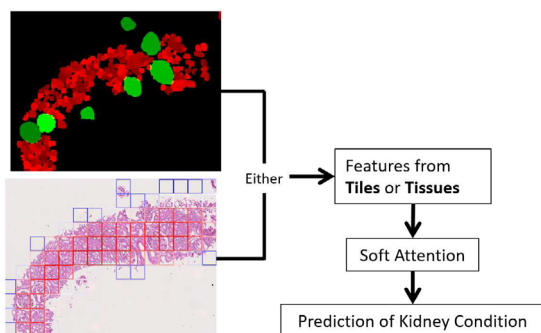 Either
Features from
Tiles or Tissues
Soft Attention
Prediction of Kidney Condition